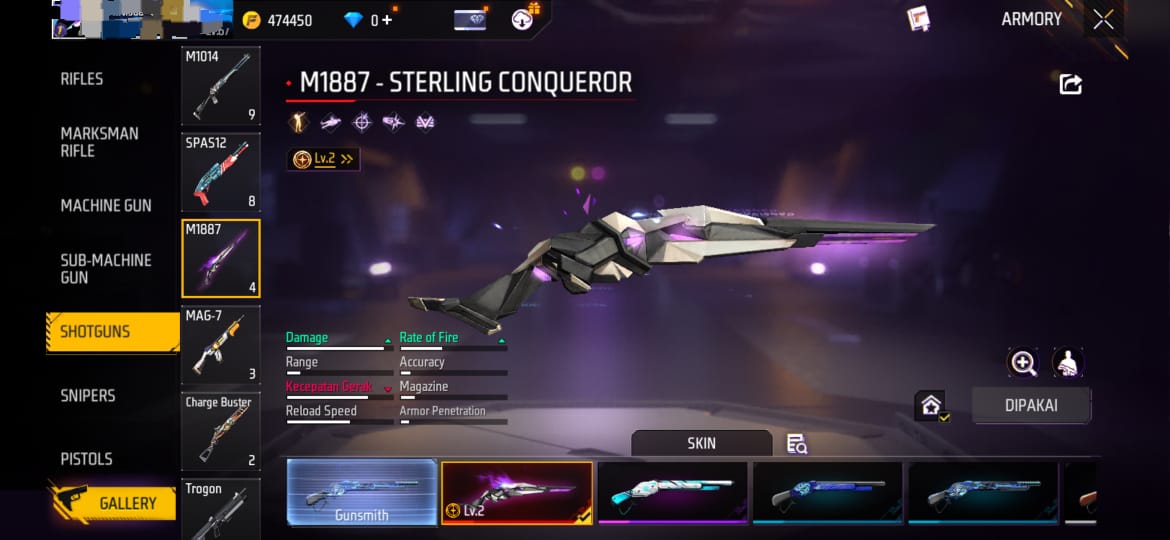 474450
0 +
ARMORY
RIFLES
MARKSMAN
RIFLE
MACHINE GUN
SUB-MACHINE
GUN
SHOTGUNS
SNIPERS
PISTOLS
GALLERY
M1014
9
SPAS12
8
M1887
4
MAG-7
3
Charge Buster
2
Trogon
M1887 - STERLING CONQUEROR
Lv.2
Damage
Rate of Fire
Range
Accuracy
Kecepatan Gerak
Magazine
Reload Speed
Armor Penetration
DIPAKAI
SKIN
Gunsmith
Lv.2